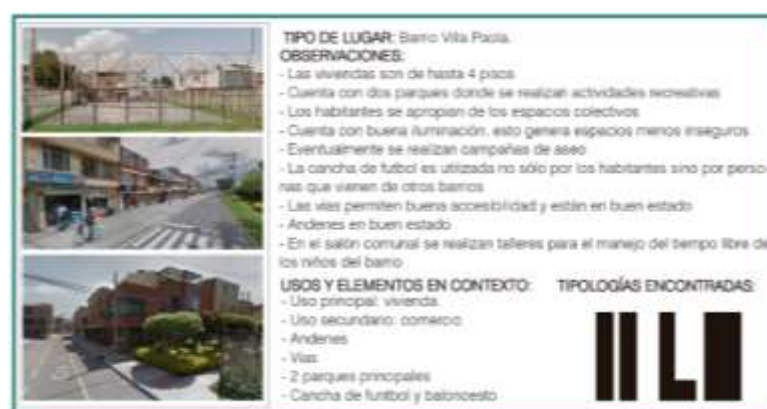 TIPO DE LUGAR: Barrio Villa Paola.
OBSERVACIONES:
- Las viviendas son de hasta 4 pisos
- Cuenta con dos parques donde se realizan actividades recreativas
- Los habitantes se apropian de los espacios colectivos
- Cuenta con buena iluminación, esto genera espacios menos inseguros
- Eventualmente se realizan campañas de aseo
- La cancha de futbol es utilizada no sólo por los habitantes sino por perso-
nas que vienen de otros barrios
- Las vias permiten buena accesibilidad y están en buen estado
- Andenes en buen estado
- En el salón comunal se realizan talleres para el manejo del tiempo libre de
los niños del barrio
USOS Y ELEMENTOS EN CONTEXTO:
- Uso principal: vivienda
- Uso secundario: comercio
- Andenes
- Vias
- 2 parques principales
- Cancha de funtbol y baloncesto
TIPOLOGÍAS ENCONTRADAS: